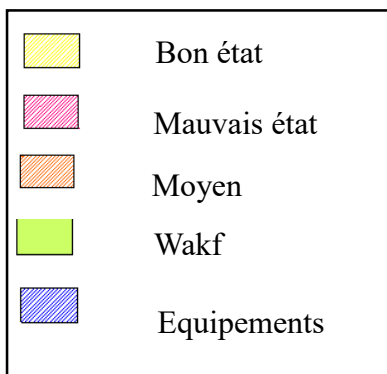 Bon état
Mauvais état
Moyen
Wakf
Equipements